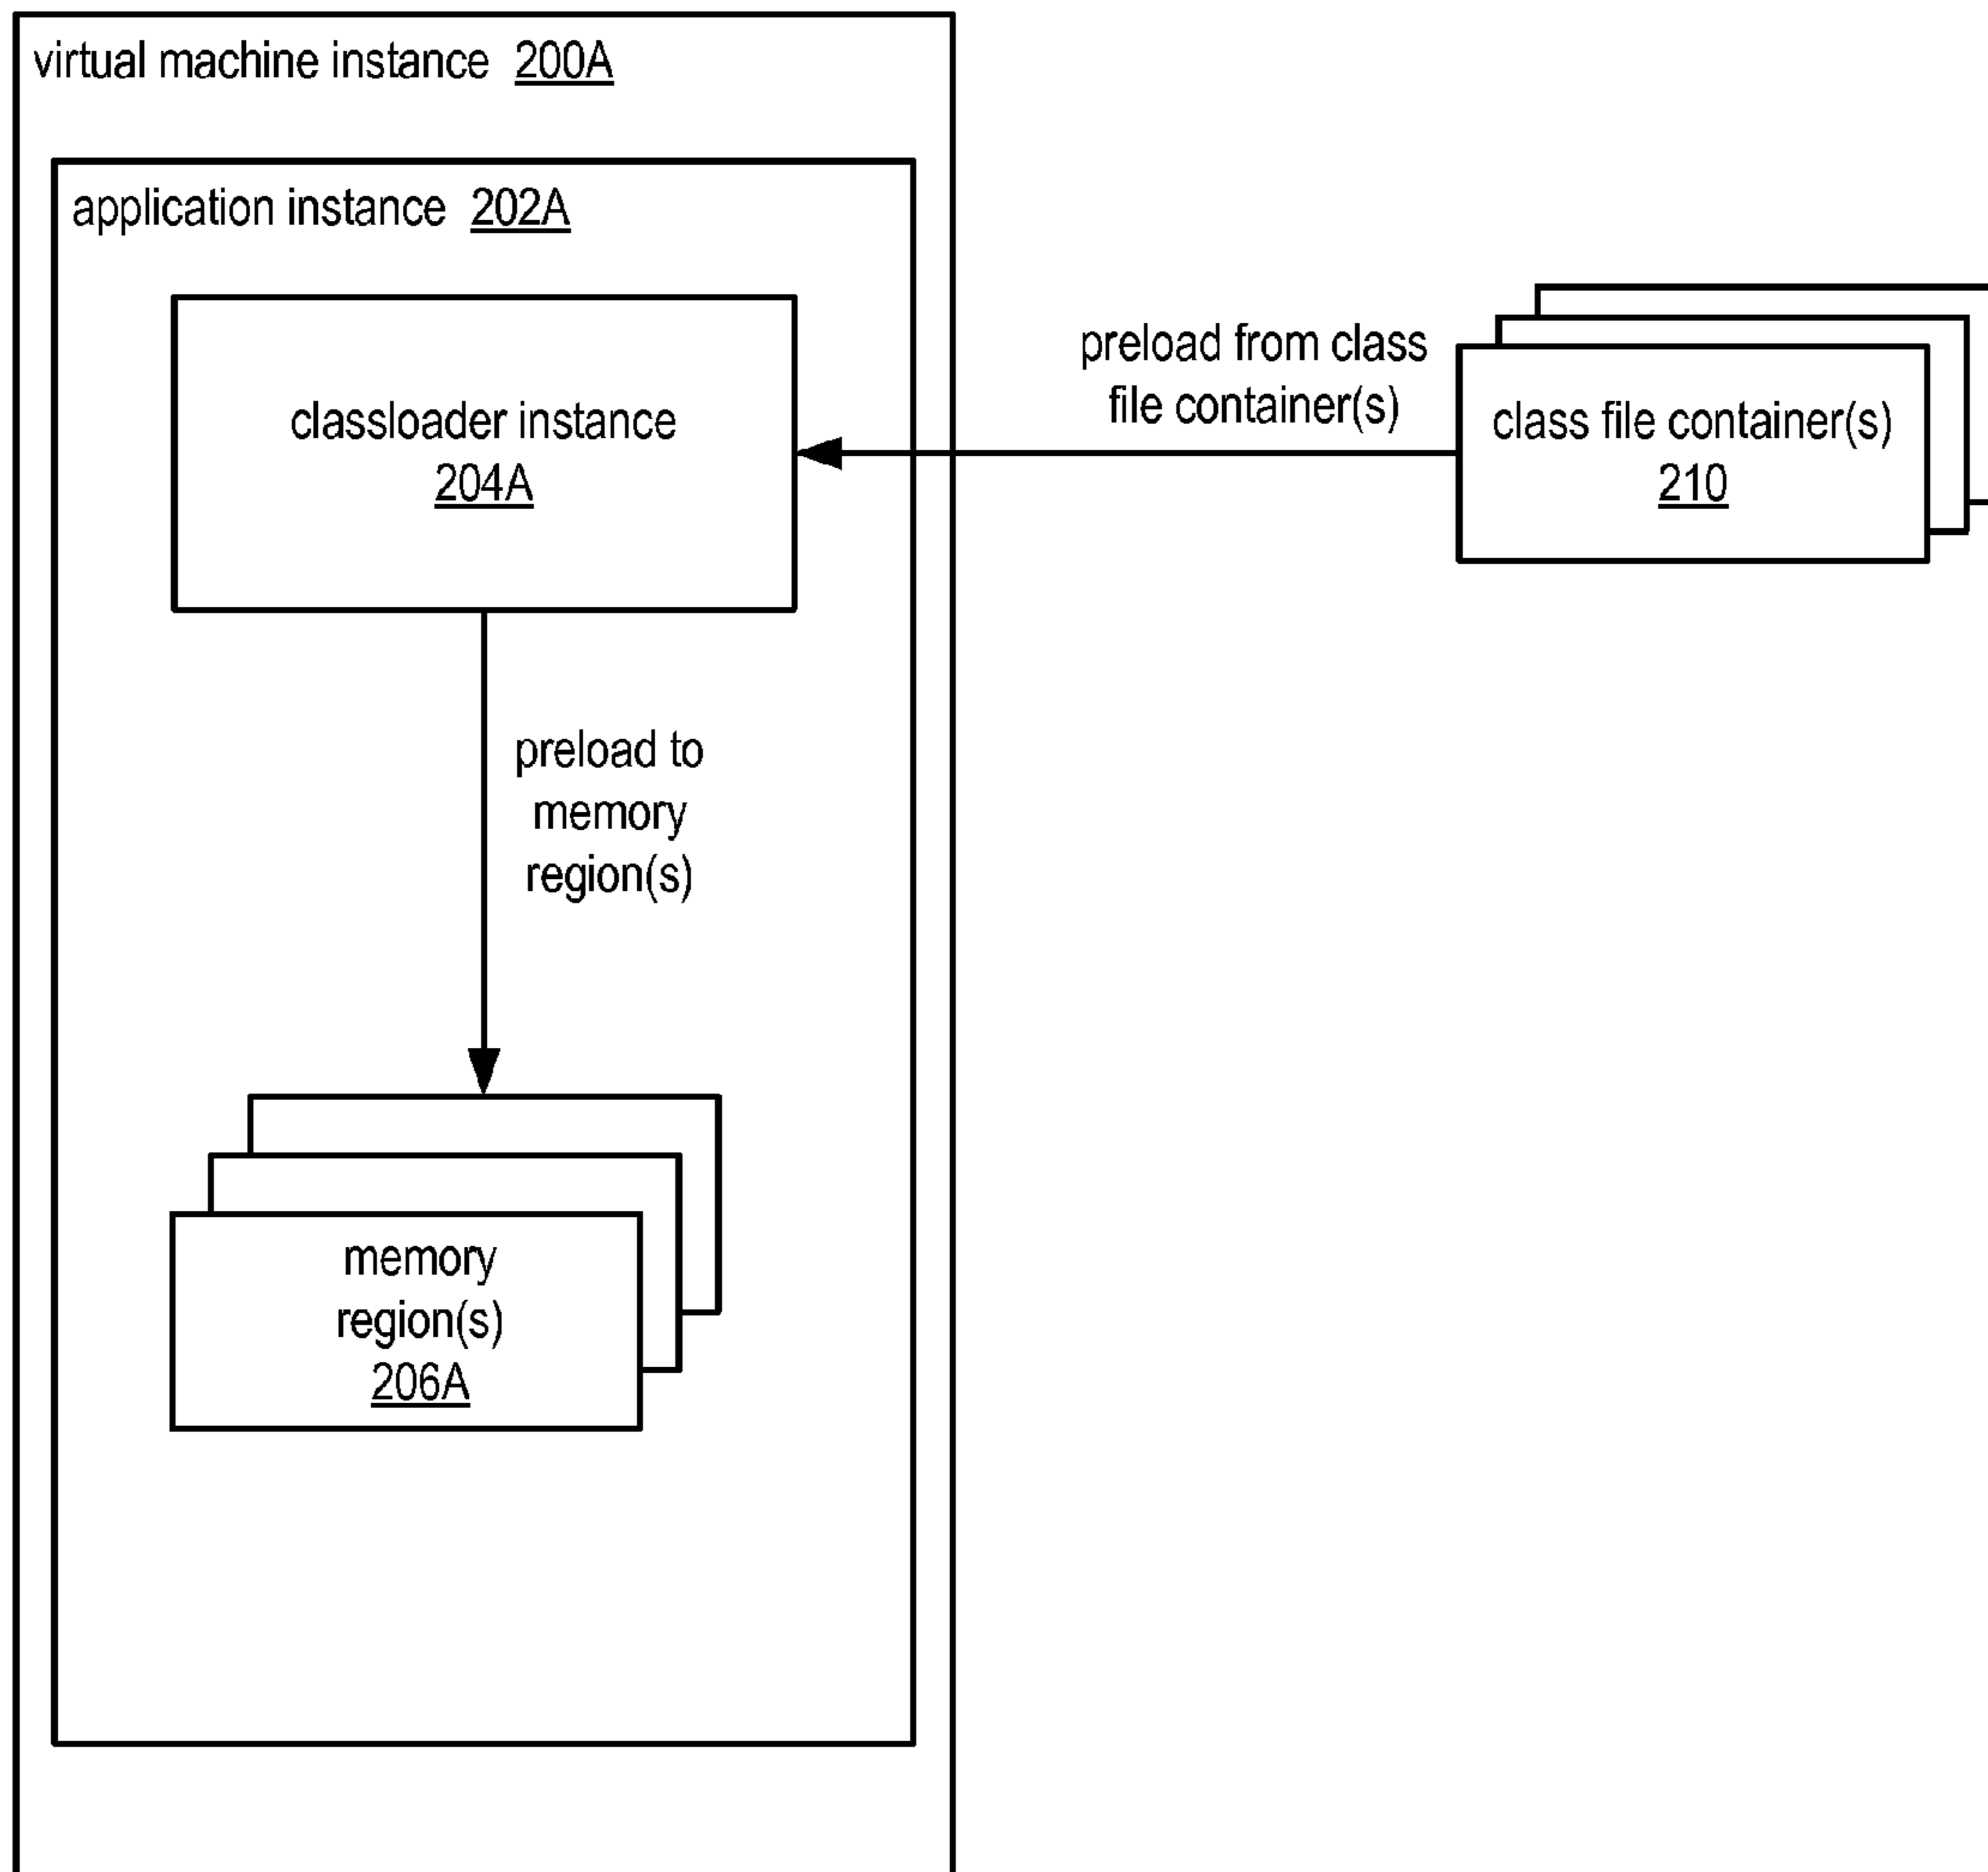 virtual machine instance 200A
application instance 202A
classloader instance
204A
preload from class
file container(s)
class file container(s)
210
preload to
memory
region(s)
memory
region(s)
206A